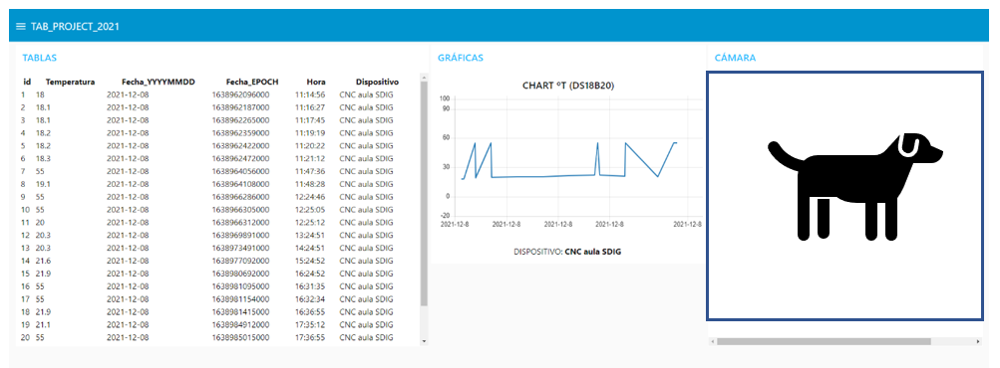 TAB_PROJECT_2021
TABLAS
id Temperatura Fecha_YYYYMMDD Fecha_EPOCH Hora Dispositivo
1 18 2021-12-08 1638962096000 11:14:56 CNC aula SDIG
2 18.1 2021-12-08 1638962187000 11:16:27 CNC aula SDIG
3 18.1 2021-12-08 1638962265000 11:17:45 CNC aula SDIG
4 18.2 2021-12-08 1638962359000 11:19:19 CNC aula SDIG
5 18.2 2021-12-08 1638962422000 11:20:22 CNC aula SDIG
6 18.3 2021-12-08 1638962472000 11:21:12 CNC aula SDIG
7 55 2021-12-08 1638964056000 11:47:36 CNC aula SDIG
8 19.1 2021-12-08 1638964108000 11:48:28 CNC aula SDIG
9 55 2021-12-08 1638966286000 12:24:46 CNC aula SDIG
10 55 2021-12-08 1638966305000 12:25:05 CNC aula SDIG
11 20 2021-12-08 1638966312000 12:25:12 CNC aula SDIG
12 20.3 2021-12-08 1638969891000 13:24:51 CNC aula SDIG
13 20.3 2021-12-08 1638973491000 14:24:51 CNC aula SDIG
14 21.6 2021-12-08 1638977092000 15:24:52 CNC aula SDIG
15 21.9 2021-12-08 1638980692000 16:24:52 CNC aula SDIG
16 55 2021-12-08 1638981095000 16:31:35 CNC aula SDIG
17 55 2021-12-08 1638981154000 16:32:34 CNC aula SDIG
18 21.9 2021-12-08 1638981415000 16:36:55 CNC aula SDIG
19 21.1 2021-12-08 1638984912000 17:35:12 CNC aula SDIG
20 55 2021-12-08 1638985015000 17:36:55 CNC aula SDIG
GRÁFICAS
CHART ºT (DS18B20)
100
90
60
30
0
-20
2021-12-8 2021-12-8 2021-12-8 2021-12-8 2021-12-8
DISPOSITIVO: CNC aula SDIG
CÁMARA